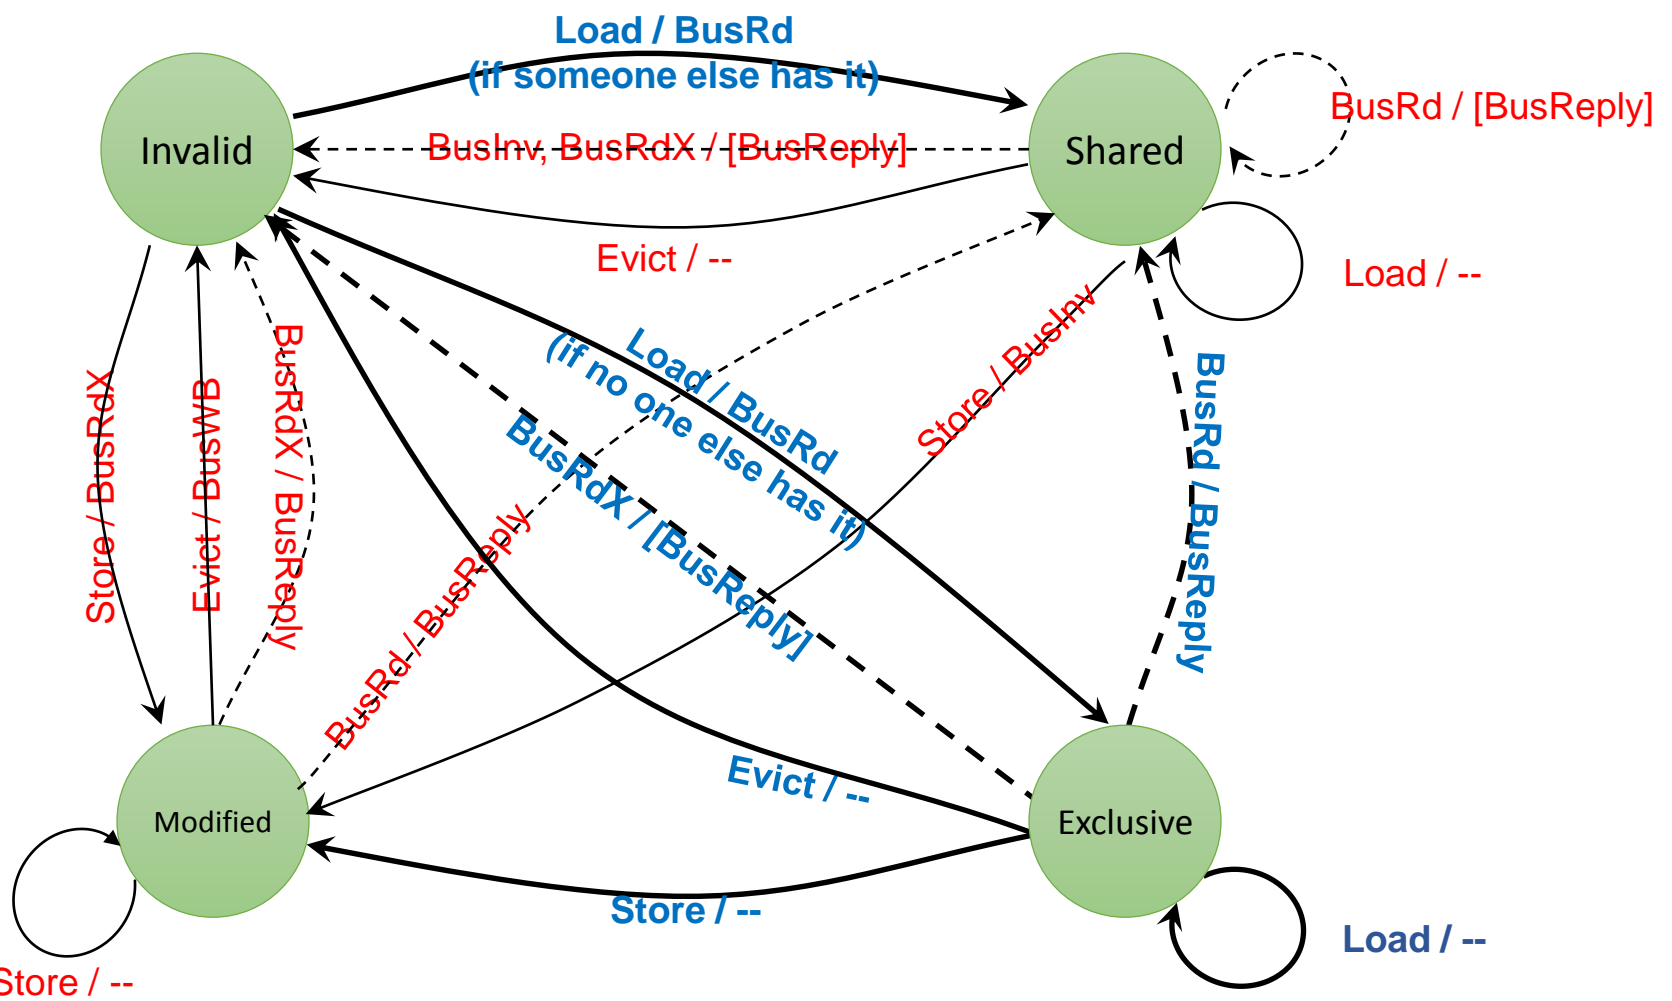 Load / BusRd
(if someone else has it)
Invalid
Shared
BusRd / [BusReply]
BusInv, BusRdX / [BusReply]
Evict / --
Load / --
Store / BusInv
Load / BusRd
(if no one else has it)
BusRdX / [BusReply]
BusRd / BusReply
Store / BusRdX
Evict / BusWB
BusRdX / BusReply
BusRd / BusReply
Evict / --
Modified
Exclusive
Store / --
Load / --
Store / --